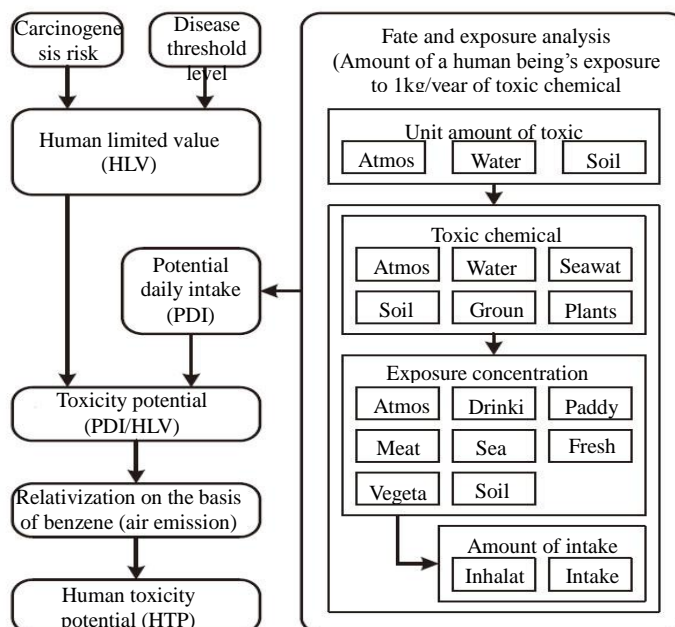 Carcinogene
sis risk
Disease
threshold
level
Human limited value
(HLV)
Potential
daily intake
(PDI)
Toxicity potential
(PDI/HLV)
Relativization on the basis
of benzene (air emission)
Human toxicity
potential (HTP)
Fate and exposure analysis
(Amount of a human being's exposure
to 1kg/year of toxic chemical
Unit amount of toxic
Atmos Water Soil
Toxic chemical
Atmos Water Seawat
Soil Groun Plants
Exposure concentration
Atmos Drinki Paddy
Meat Sea Fresh
Vegeta Soil
Amount of intake
Inhalat Intake